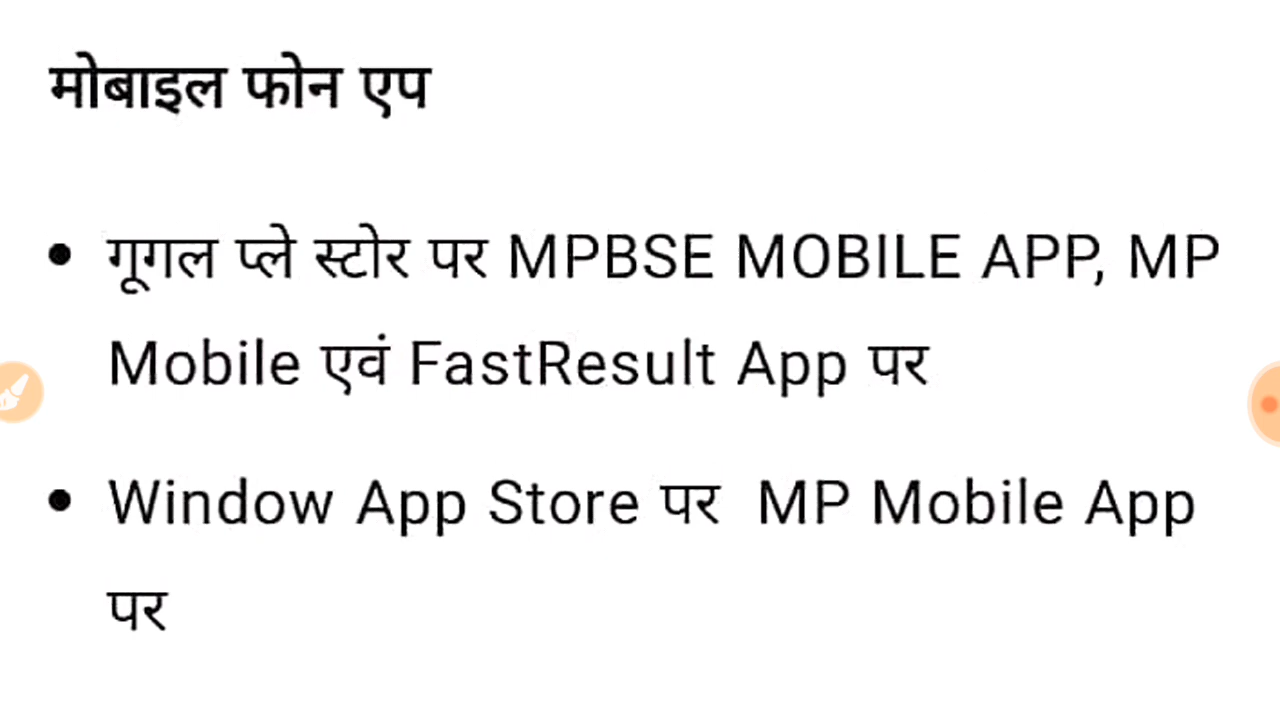 मोबाइल फोन एप
• गूगल प्ले स्टोर पर MPBSE MOBILE APP, MP
Mobile एवं FastResult App पर
• Window App Store पर MP Mobile App
पर